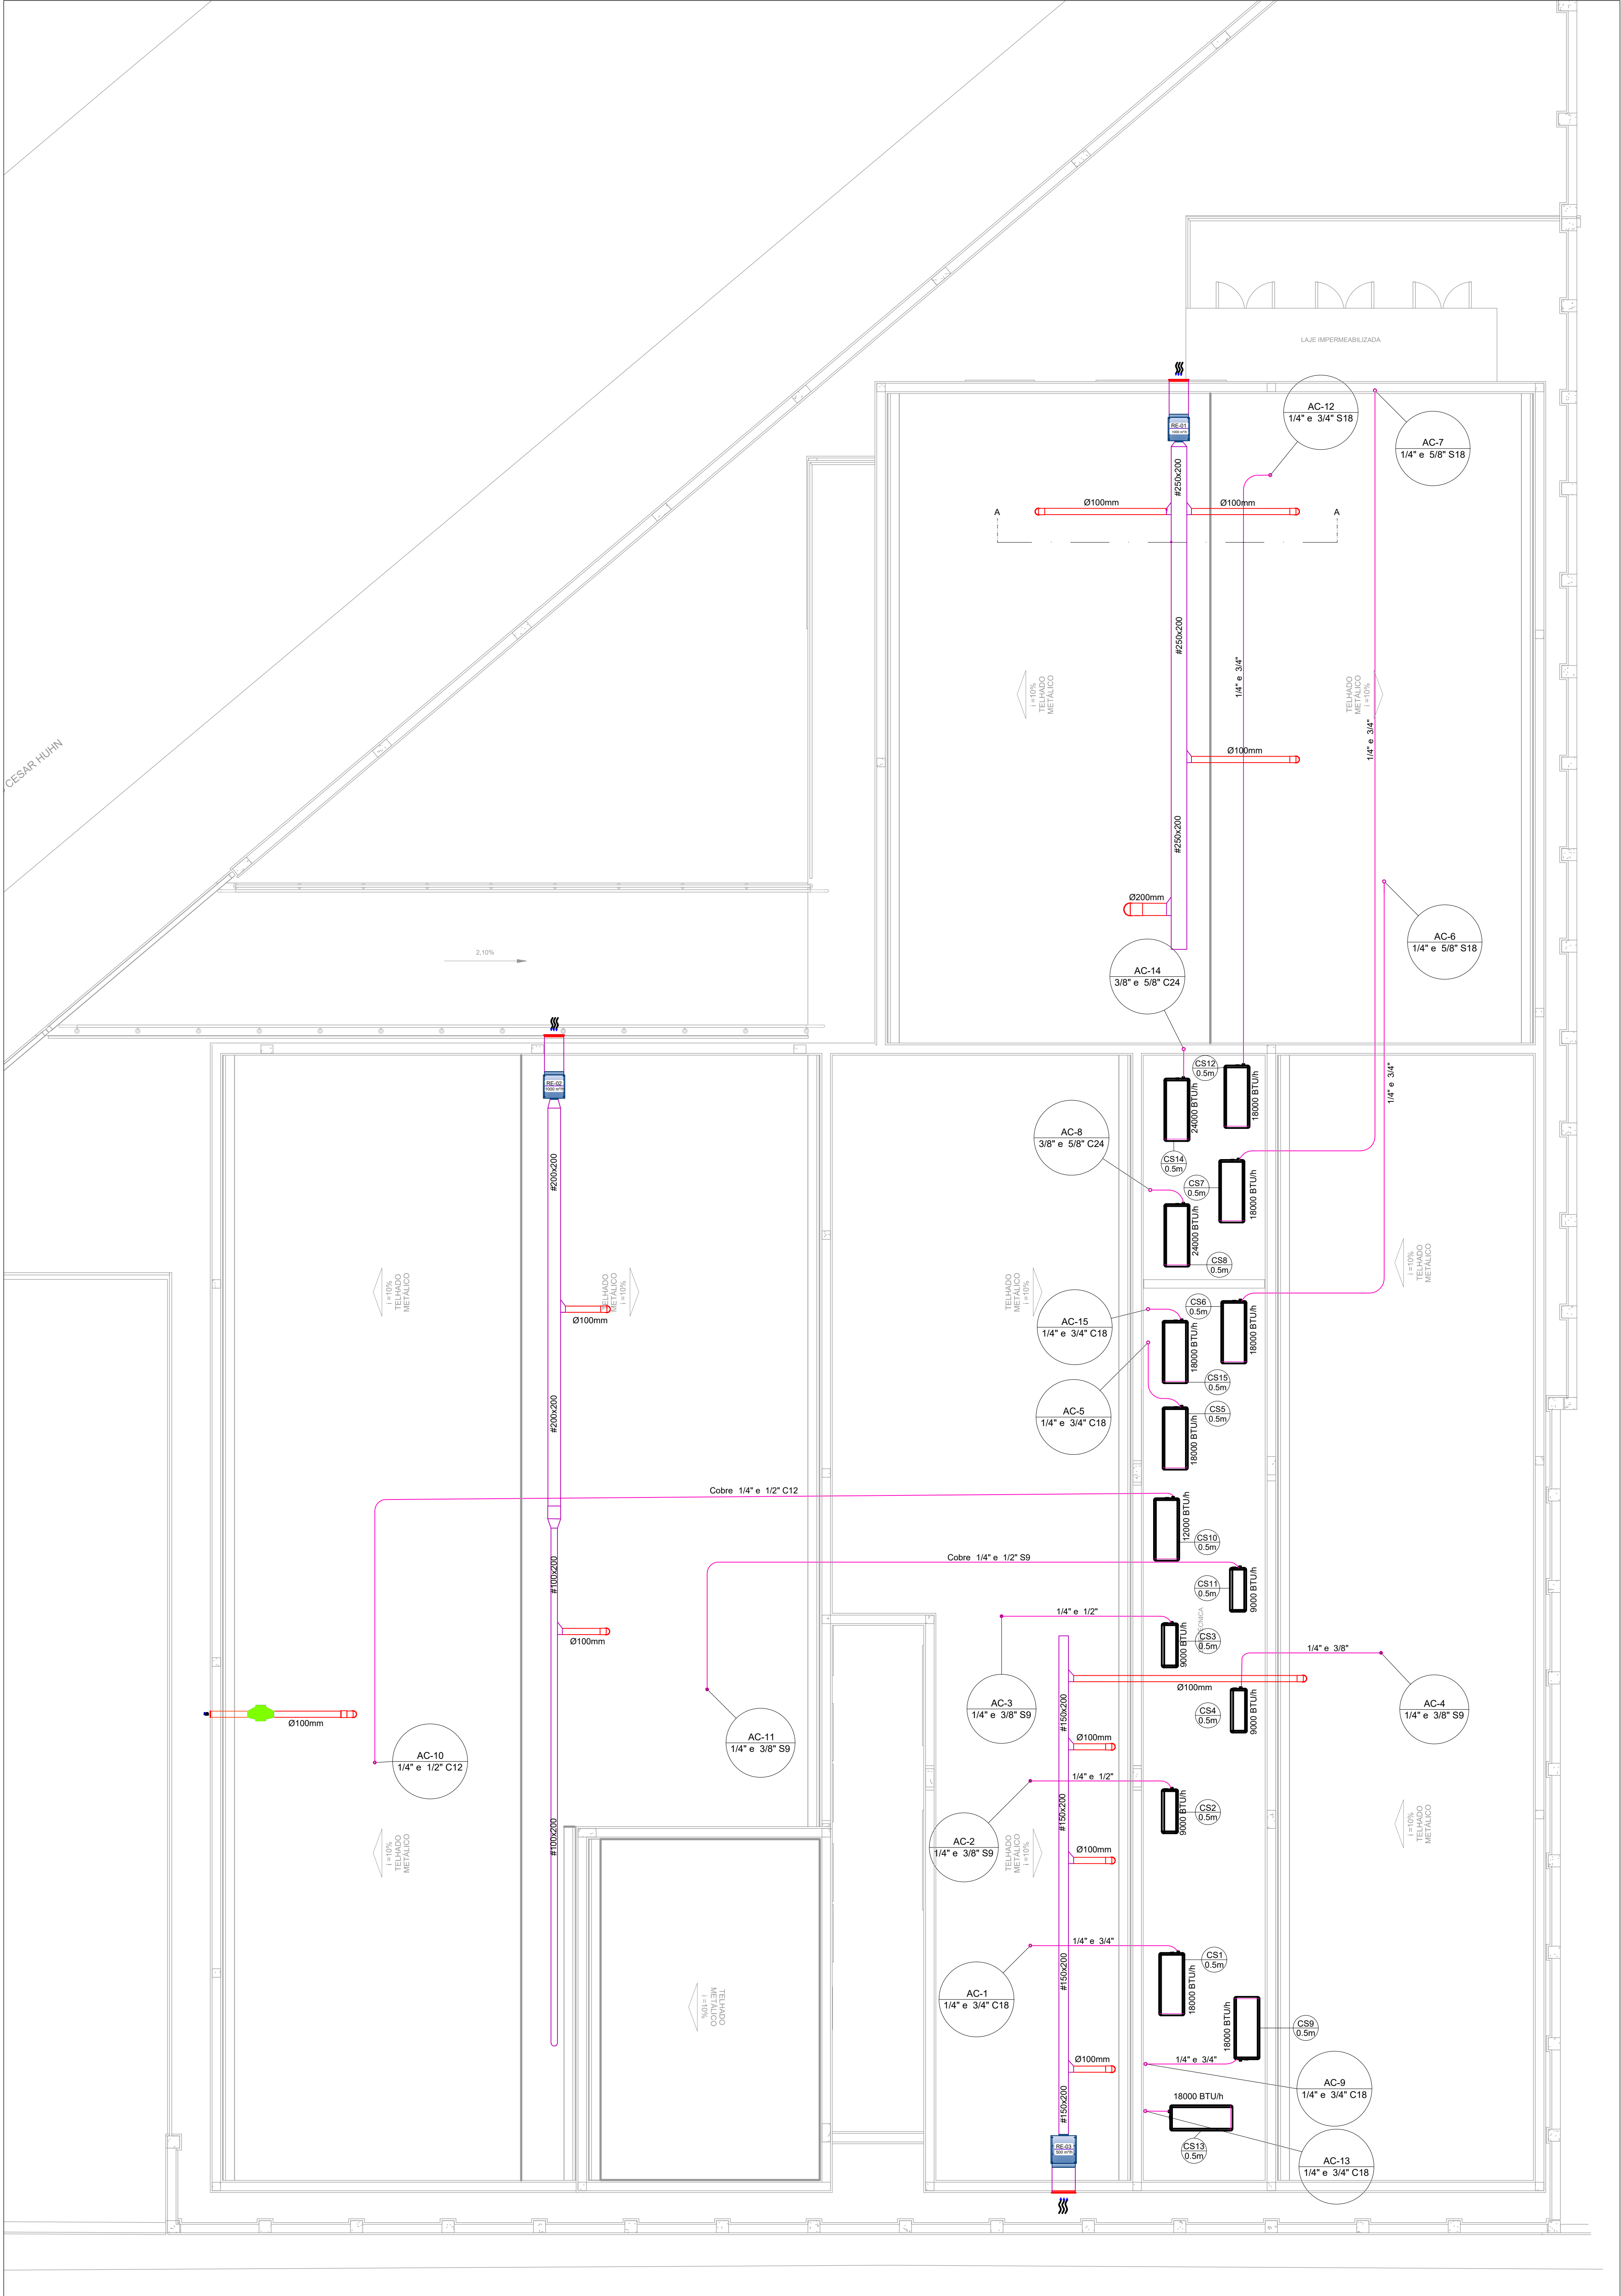 LAJE IMPERMEABILIZADA
AC-12
1/4" e 3/4" S18
AC-7
1/4" e 5/8" S18
RE-01
1000 m³/h
#250x200
Ø100mm
Ø100mm
A
A
#250x200
1/4" e 3/4"
i =10%
TELHADO
METÁLICO
TELHADO
METÁLICO
i =10%
1/4" e 3/4"
Ø100mm
#250x200
CESAR HUHN
Ø200mm
AC-6
1/4" e 5/8" S18
2,10%
AC-14
3/8" e 5/8" C24
RE-02
1000 m³/h
CS12
0.5m
18000 BTU/h
24000 BTU/h
1/4" e 3/4"
AC-8
3/8" e 5/8" C24
CS14
0.5m
#200x200
CS7
0.5m
18000 BTU/h
24000 BTU/h
CS8
0.5m
i =10%
TELHADO
METÁLICO
TELHADO
METÁLICO
i =10%
TELHADO
METÁLICO
i =10%
i =10%
TELHADO
METÁLICO
Ø100mm
AC-15
1/4" e 3/4" C18
CS6
0.5m
18000 BTU/h
18000 BTU/h
CS15
0.5m
#200x200
AC-5
1/4" e 3/4" C18
CS5
0.5m
18000 BTU/h
Cobre 1/4" e 1/2" C12
12000 BTU/h
CS10
0.5m
Cobre 1/4" e 1/2" S9
#100x200
CS11
0.5m
9000 BTU/h
1/4" e 1/2"
Ø100mm
9000 BTU/h
CS3
0.5m
1/4" e 3/8"
Ø100mm
AC-3
1/4" e 3/8" S9
#150x200
CS4
0.5m
9000 BTU/h
AC-4
1/4" e 3/8" S9
Ø100mm
AC-10
1/4" e 1/2" C12
AC-11
1/4" e 3/8" S9
Ø100mm
1/4" e 1/2"
#150x200
9000 BTU/h
CS2
0.5m
#100x200
AC-2
1/4" e 3/8" S9
Ø100mm
i =10%
TELHADO
METÁLICO
TELHADO
METÁLICO
i =10%
i =10%
TELHADO
METÁLICO
1/4" e 3/4"
CS1
0.5m
#150x200
18000 BTU/h
AC-1
1/4" e 3/4" C18
TELHADO
METÁLICO
i =10%
18000 BTU/h
CS9
0.5m
Ø100mm
1/4" e 3/4"
AC-9
1/4" e 3/4" C18
#150x200
18000 BTU/h
RE-03
500 m³/h
CS13
0.5m
AC-13
1/4" e 3/4" C18